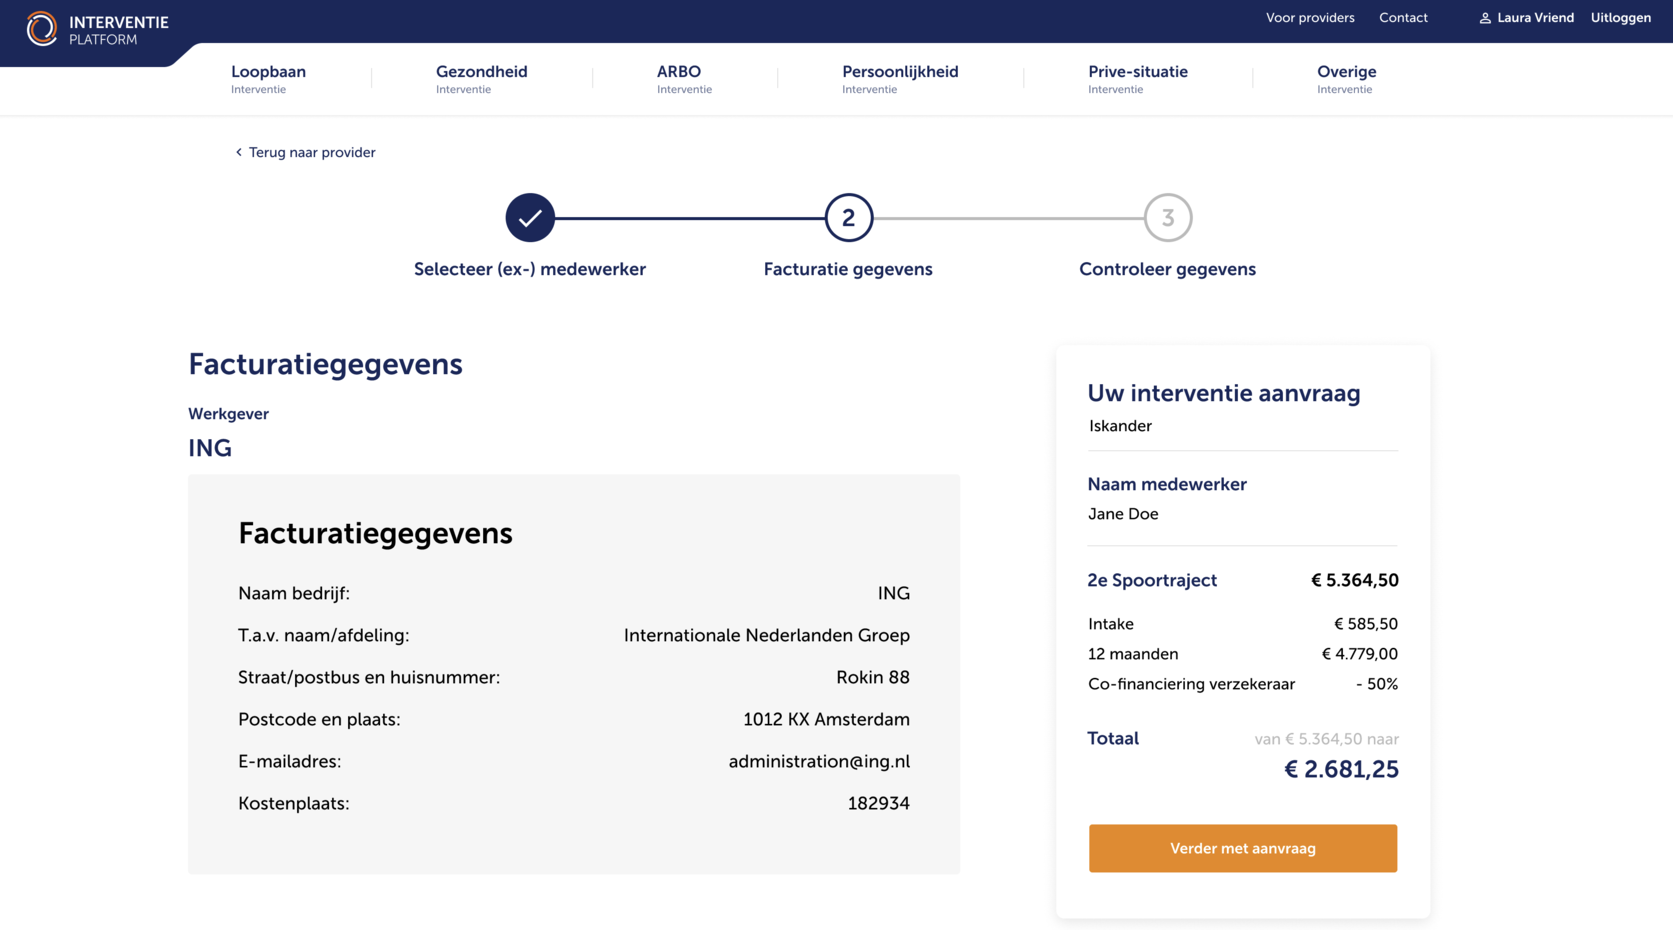 INTERVENTIE
PLATFORM
Voor providers
Contact
Laura Vriend
Uitloggen
Loopbaan
Interventie
Gezondheid
Interventie
ARBO
Interventie
Persoonlijkheid
Interventie
Prive-situatie
Interventie
Overige
Interventie
Terug naar provider
2
3
Selecteer (ex-) medewerker
Facturatie gegevens
Controleer gegevens
Facturatiegegevens
Werkgever
ING
Facturatiegegevens
Naam bedrijf: ING
T.a.v. naam/afdeling: Internationale Nederlanden Groep
Straat/postbus en huisnummer: Rokin 88
Postcode en plaats: 1012 KX Amsterdam
E-mailadres: administration@ing.nl
Kostenplaats: 182934
Uw interventie aanvraag
Iskander
Naam medewerker
Jane Doe
2e Spoortraject € 5.364,50
Intake € 585,50
12 maanden € 4.779,00
Co-financiering verzekeraar - 50%
Totaal van € 5.364,50 naar
€ 2.681,25
Verder met aanvraag